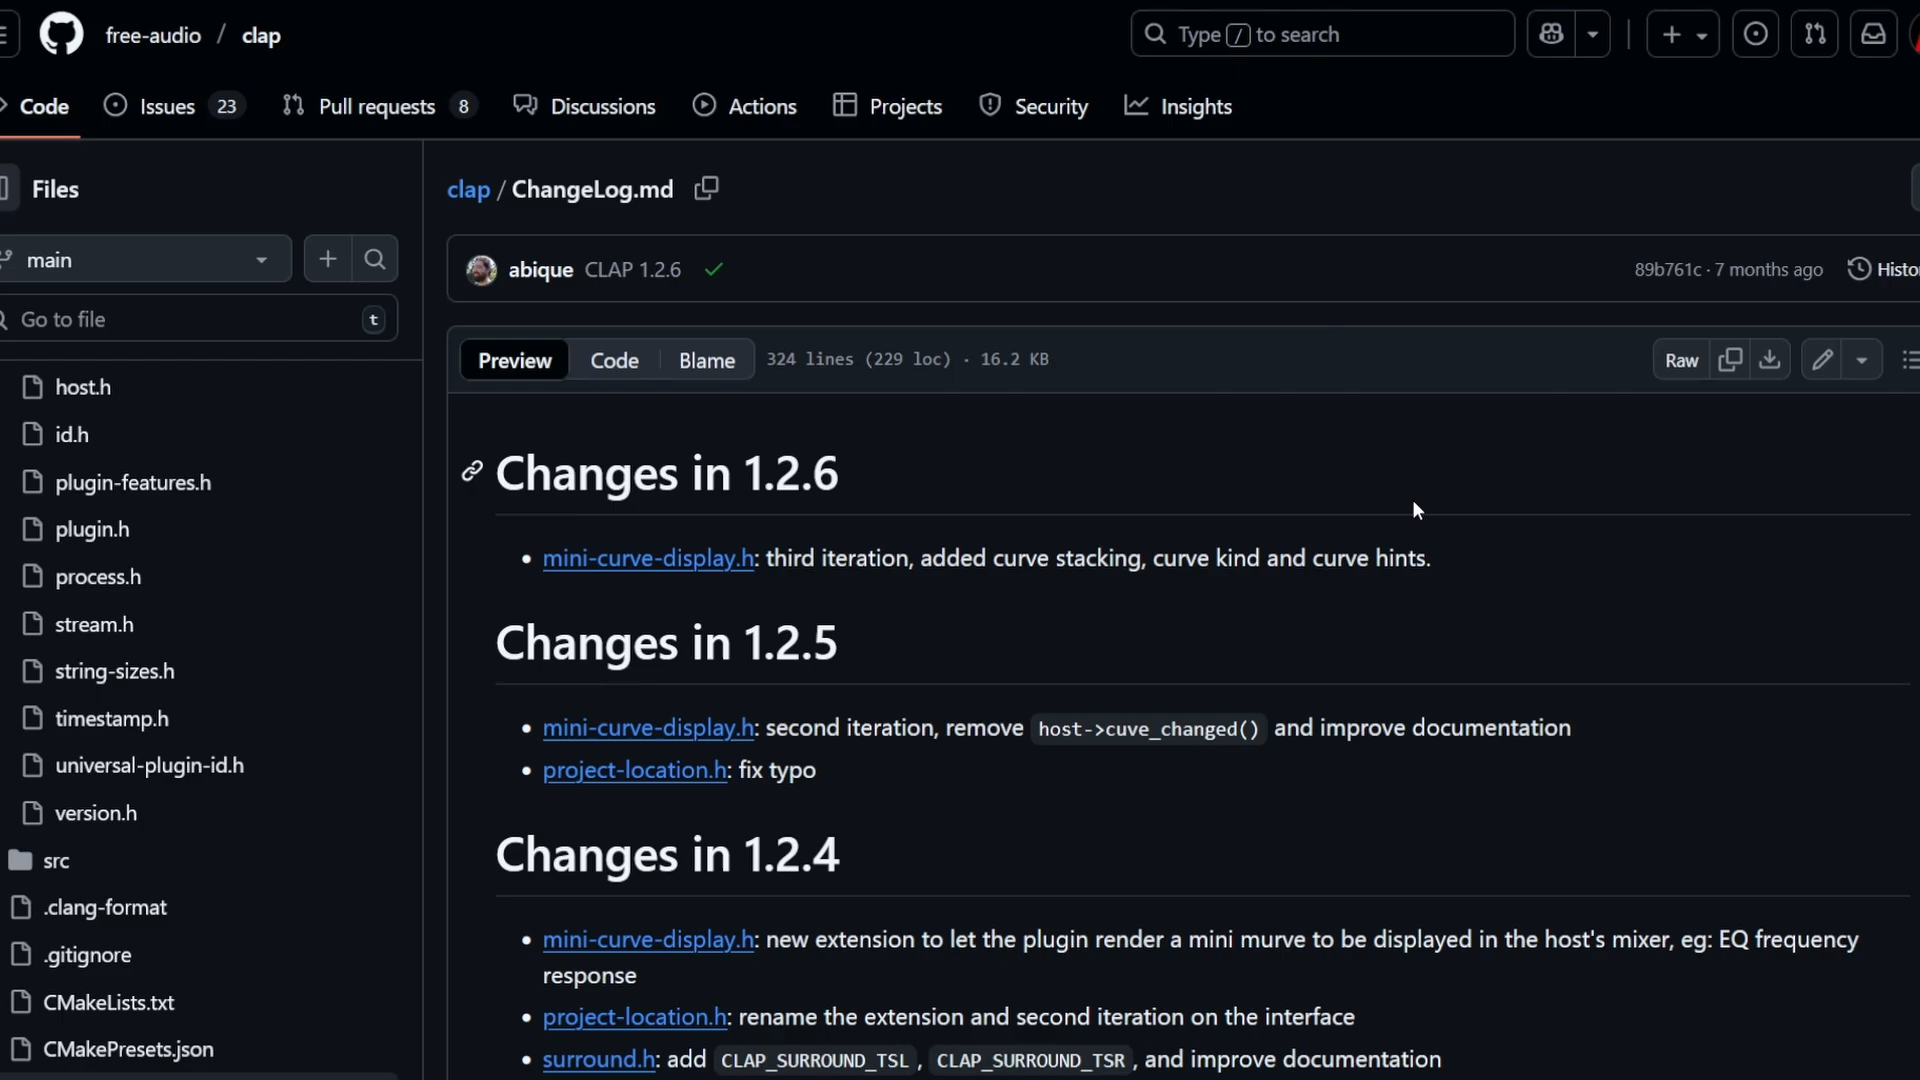 free-audio / clap
Type / to search
Code
Issues 23
Pull requests 8
Discussions
Actions
Projects
Security
Insights
Files
main
Go to file
t
host.h
id.h
plugin-features.h
plugin.h
process.h
stream.h
string-sizes.h
timestamp.h
universal-plugin-id.h
version.h
src
.clang-format
.gitignore
CMakeLists.txt
CMakePresets.json
clap / ChangeLog.md
abique CLAP 1.2.6
89b761c · 7 months ago
Histo
Preview
Code
Blame
324 lines (229 loc) · 16.2 KB
Raw
Changes in 1.2.6
• mini-curve-display.h: third iteration, added curve stacking, curve kind and curve hints.
Changes in 1.2.5
• mini-curve-display.h: second iteration, remove host->cuve_changed() and improve documentation
• project-location.h: fix typo
Changes in 1.2.4
• mini-curve-display.h: new extension to let the plugin render a mini murve to be displayed in the host's mixer, eg: EQ frequency
response
• project-location.h: rename the extension and second iteration on the interface
• surround.h: add CLAP_SURROUND_TSL, CLAP_SURROUND_TSR, and improve documentation